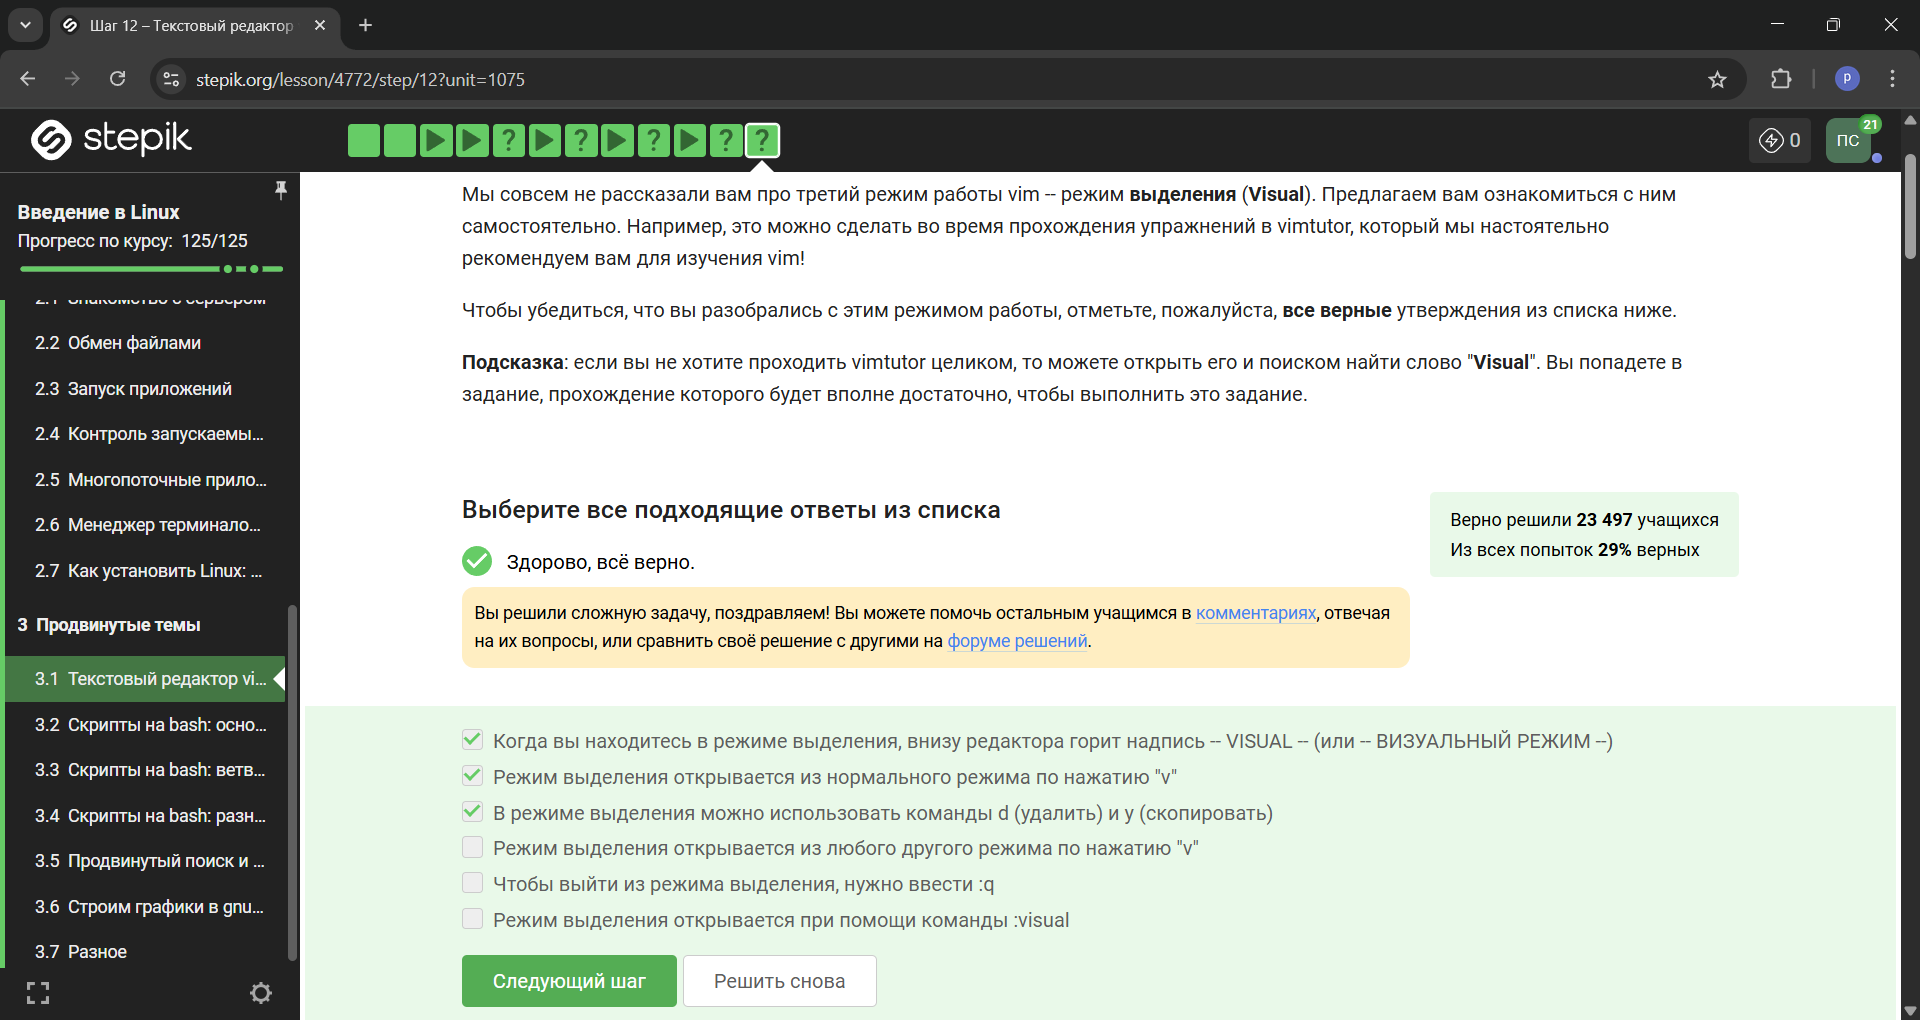 Шаг 12 – Текстовый редактор
stepik.org/lesson/4772/step/12?unit=1075
P
stepik
? ? ? ? ?
0
ПС
21
Введение в Linux
Прогресс по курсу: 125/125
2.1 Знакомство с сервером
2.2 Обмен файлами
2.3 Запуск приложений
2.4 Контроль запускаемы...
2.5 Многопоточные прило...
2.6 Менеджер терминало...
2.7 Как установить Linux: ...
3 Продвинутые темы
3.1 Текстовый редактор vi...
3.2 Скрипты на bash: осно...
3.3 Скрипты на bash: ветв...
3.4 Скрипты на bash: разн...
3.5 Продвинутый поиск и ...
3.6 Строим графики в gnu...
3.7 Разное
Мы совсем не рассказали вам про третий режим работы vim -- режим выделения (Visual). Предлагаем вам ознакомиться с ним
самостоятельно. Например, это можно сделать во время прохождения упражнений в vimtutor, который мы настоятельно
рекомендуем вам для изучения vim!
Чтобы убедиться, что вы разобрались с этим режимом работы, отметьте, пожалуйста, все верные утверждения из списка ниже.
Подсказка: если вы не хотите проходить vimtutor целиком, то можете открыть его и поиском найти слово "Visual". Вы попадете в
задание, прохождение которого будет вполне достаточно, чтобы выполнить это задание.
Выберите все подходящие ответы из списка
Верно решили 23 497 учащихся
Из всех попыток 29% верных
Здорово, всё верно.
Вы решили сложную задачу, поздравляем! Вы можете помочь остальным учащимся в комментариях, отвечая
на их вопросы, или сравнить своё решение с другими на форуме решений.
Когда вы находитесь в режиме выделения, внизу редактора горит надпись -- VISUAL -- (или -- ВИЗУАЛЬНЫЙ РЕЖИМ --)
Режим выделения открывается из нормального режима по нажатию "v"
В режиме выделения можно использовать команды d (удалить) и y (скопировать)
Режим выделения открывается из любого другого режима по нажатию "v"
Чтобы выйти из режима выделения, нужно ввести :q
Режим выделения открывается при помощи команды :visual
Следующий шаг
Решить снова